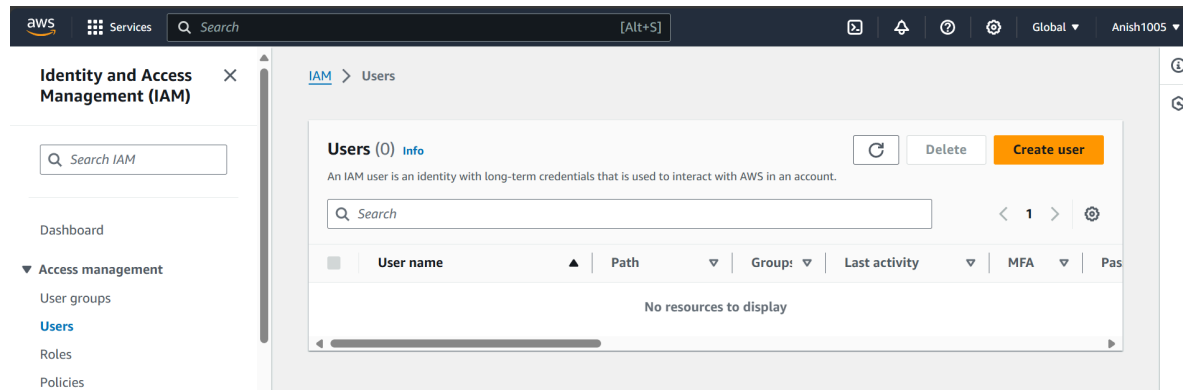 aws Services Search [Alt+S] Global Anish1005
Identity and Access
Management (IAM)
Search IAM
Dashboard
Access management
User groups
Users
Roles
Policies
IAM > Users
Users (0) Info
Delete
Create user
An IAM user is an identity with long-term credentials that is used to interact with AWS in an account.
Search
1
User name Path Groups Last activity MFA Pas
No resources to display